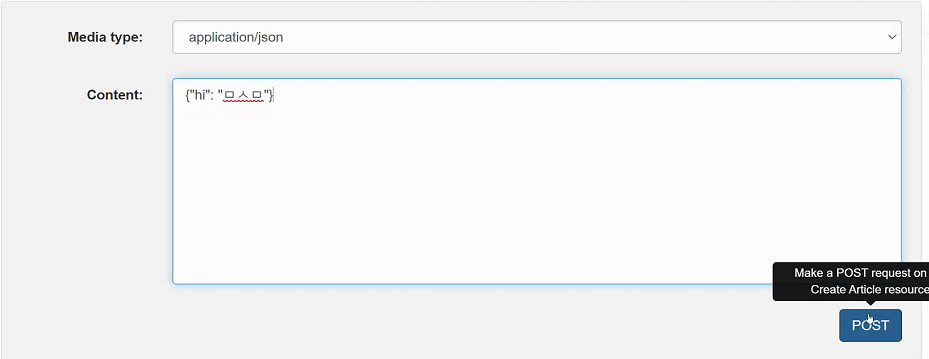 Media type:
application/json
Content:
{"hi": "ㅁㅅㅁ"}
Make a POST request on
Create Article resource
POST